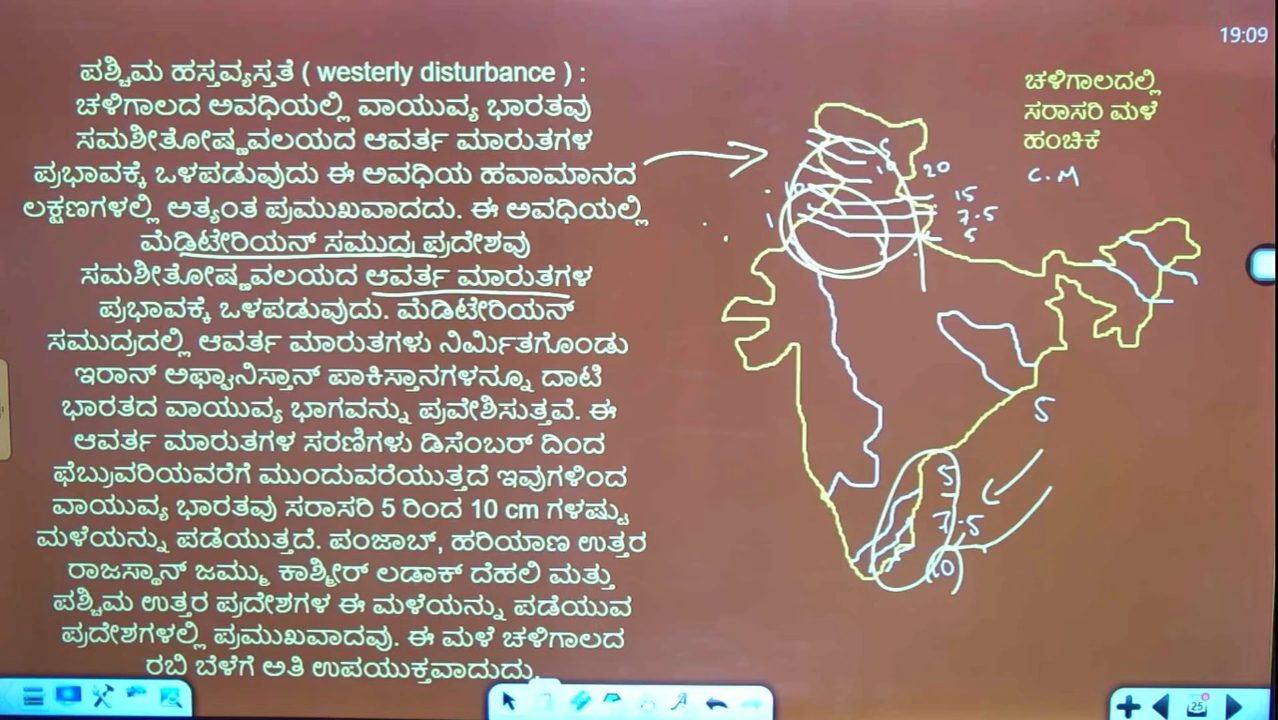 19:09
ಪಶ್ಚಿಮ ಹಸ್ತವ್ಯಸ್ತತೆ ( westerly disturbance ) :
ಚಳಿಗಾಲದ ಅವಧಿಯಲ್ಲಿ ವಾಯುವ್ಯ ಭಾರತವು
ಸಮಶೀತೋಷ್ಣವಲಯದ ಆವರ್ತ ಮಾರುತಗಳ
ಪ್ರಭಾವಕ್ಕೆ ಒಳಪಡುವುದು ಈ ಅವಧಿಯ ಹವಾಮಾನದ
ಲಕ್ಷಣಗಳಲ್ಲಿ ಅತ್ಯಂತ ಪ್ರಮುಖವಾದದು. ಈ ಅವಧಿಯಲ್ಲಿ
ಮೆಡಿಟೇರಿಯನ್ ಸಮುದ್ರ ಪ್ರದೇಶವು
ಸಮಶೀತೋಷ್ಣವಲಯದ ಆವರ್ತ ಮಾರುತಗಳ
ಪ್ರಭಾವಕ್ಕೆ ಒಳಪಡುವುದು. ಮೆಡಿಟೇರಿಯನ್
ಸಮುದ್ರದಲ್ಲಿ ಆವರ್ತ ಮಾರುತಗಳು ನಿರ್ಮಿತಗೊಂಡು
ಇರಾನ್ ಅಫ್ಘಾನಿಸ್ತಾನ್ ಪಾಕಿಸ್ತಾನಗಳನ್ನೂ ದಾಟಿ
ಭಾರತದ ವಾಯುವ್ಯ ಭಾಗವನ್ನು ಪ್ರವೇಶಿಸುತ್ತವೆ. ಈ
ಆವರ್ತ ಮಾರುತಗಳ ಸರಣಿಗಳು ಡಿಸೆಂಬರ್ ದಿಂದ
ಫೆಬ್ರುವರಿಯವರೆಗೆ ಮುಂದುವರೆಯುತ್ತದೆ ಇವುಗಳಿಂದ
ವಾಯುವ್ಯ ಭಾರತವು ಸರಾಸರಿ 5 ರಿಂದ 10 cm ಗಳಷ್ಟು
ಮಳೆಯನ್ನು ಪಡೆಯುತ್ತದೆ. ಪಂಜಾಬ್, ಹರಿಯಾಣ ಉತ್ತರ
ರಾಜಸ್ಥಾನ್ ಜಮ್ಮು ಕಾಶ್ಮೀರ್ ಲಡಾಕ್ ದೆಹಲಿ ಮತ್ತು
ಪಶ್ಚಿಮ ಉತ್ತರ ಪ್ರದೇಶಗಳ ಈ ಮಳೆಯನ್ನು ಪಡೆಯುವ
ಪ್ರದೇಶಗಳಲ್ಲಿ ಪ್ರಮುಖವಾದವು. ಈ ಮಳೆ ಚಳಿಗಾಲದ
ರಬಿ ಬೆಳೆಗೆ ಅತಿ ಉಪಯುಕ್ತವಾದುದು.
ಚಳಿಗಾಲದಲ್ಲಿ
ಸರಾಸರಿ ಮಳೆ
ಹಂಚಿಕೆ
C.M
20
15
7.5
5
5
5
7.5
10
25